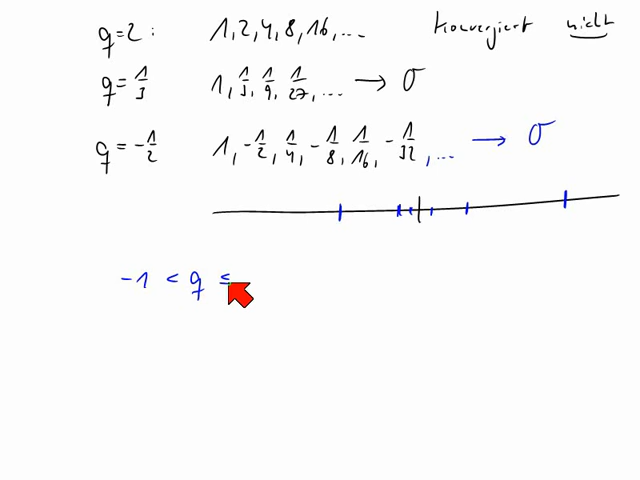 q=2: 1, 2, 4, 8, 16, ... konvergiert nicht
q=1/3 1, 1/3, 1/9, 1/27, ... → 0
q=-1/2 1, -1/2, 1/4, -1/8, 1/16, -1/32, ... → 0
-1 < q ≤